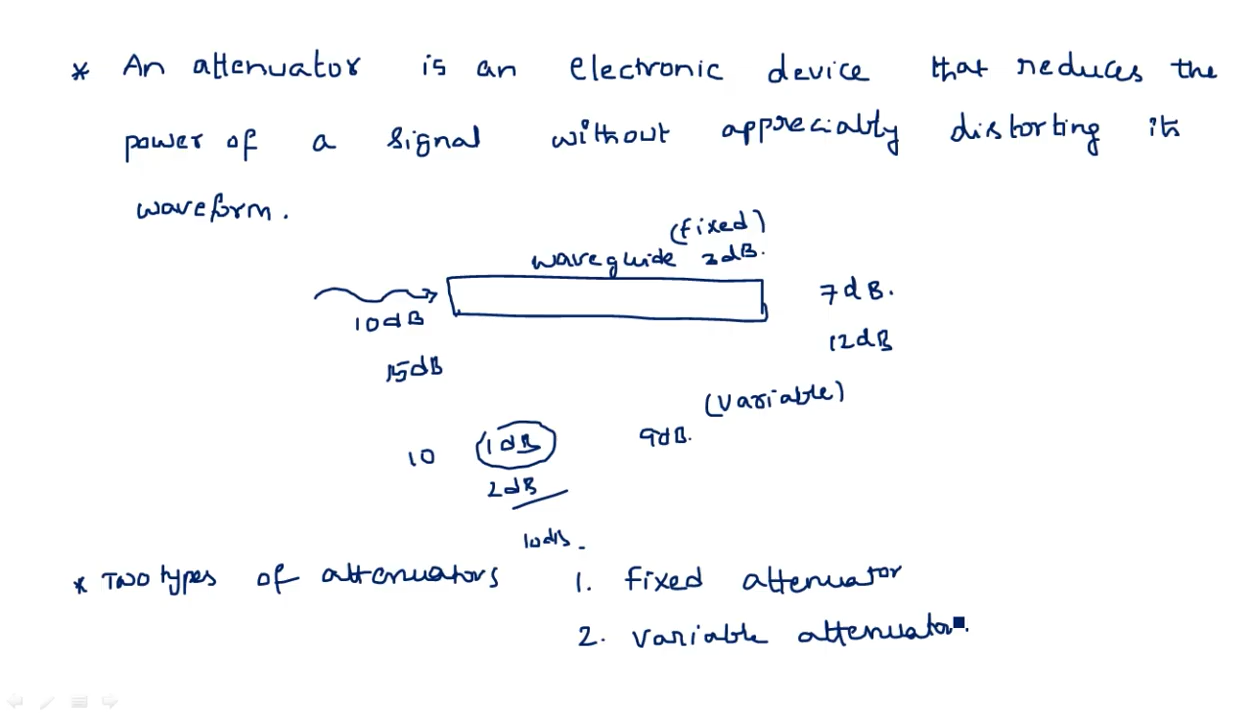 * An attenuator is an electronic device that reduces the
power of a signal without appreciably distorting its
waveform.
(fixed)
waveguide 3dB.
10dB
7dB.
15dB
12dB
(variable)
10 1dB 9dB.
2dB
10dB.
* Two types of attenuators 1. fixed attenuator
2. variable attenuator.